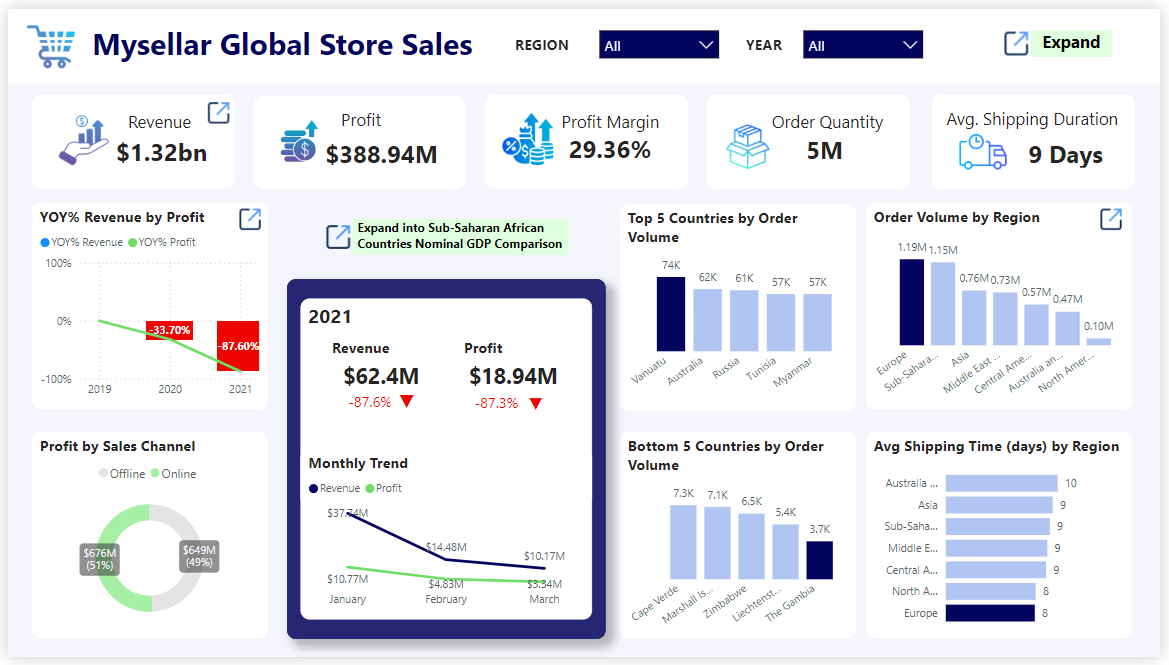 Mysellar Global Store Sales
REGION
All
YEAR
All
Expand
Revenue
$1.32bn
Profit
$388.94M
Profit Margin
29.36%
Order Quantity
5M
Avg. Shipping Duration
9 Days
YOY% Revenue by Profit
YOY% Revenue YOY% Profit
100%
0%
-100%
-33.70%
-87.60%
2019 2020 2021
Expand into Sub-Saharan African
Countries Nominal GDP Comparison
2021
Revenue Profit
$62.4M $18.94M
-87.6% ▼ -87.3% ▼
Monthly Trend
Revenue Profit
$37.74M
$14.48M
$10.17M
$10.77M
$4.83M
$3.34M
January February March
Top 5 Countries by Order
Volume
74K 62K 61K 57K 57K
Vanuatu Australia Russia Tunisia Myanmar
Order Volume by Region
1.19M 1.15M 0.76M 0.73M 0.57M 0.47M 0.10M
Europe Sub-Sahara... Asia Middle East ... Central Ame... Australia an... North Amer...
Profit by Sales Channel
Offline Online
$676M
(51%)
$649M
(49%)
Bottom 5 Countries by Order
Volume
7.3K 7.1K 6.5K 5.4K 3.7K
Cape Verde Marshall Is... Zimbabwe Liechtenst... The Gambia
Avg Shipping Time (days) by Region
Australia ... 10
Asia 9
Sub-Saha... 9
Middle E... 9
Central A... 9
North A... 8
Europe 8